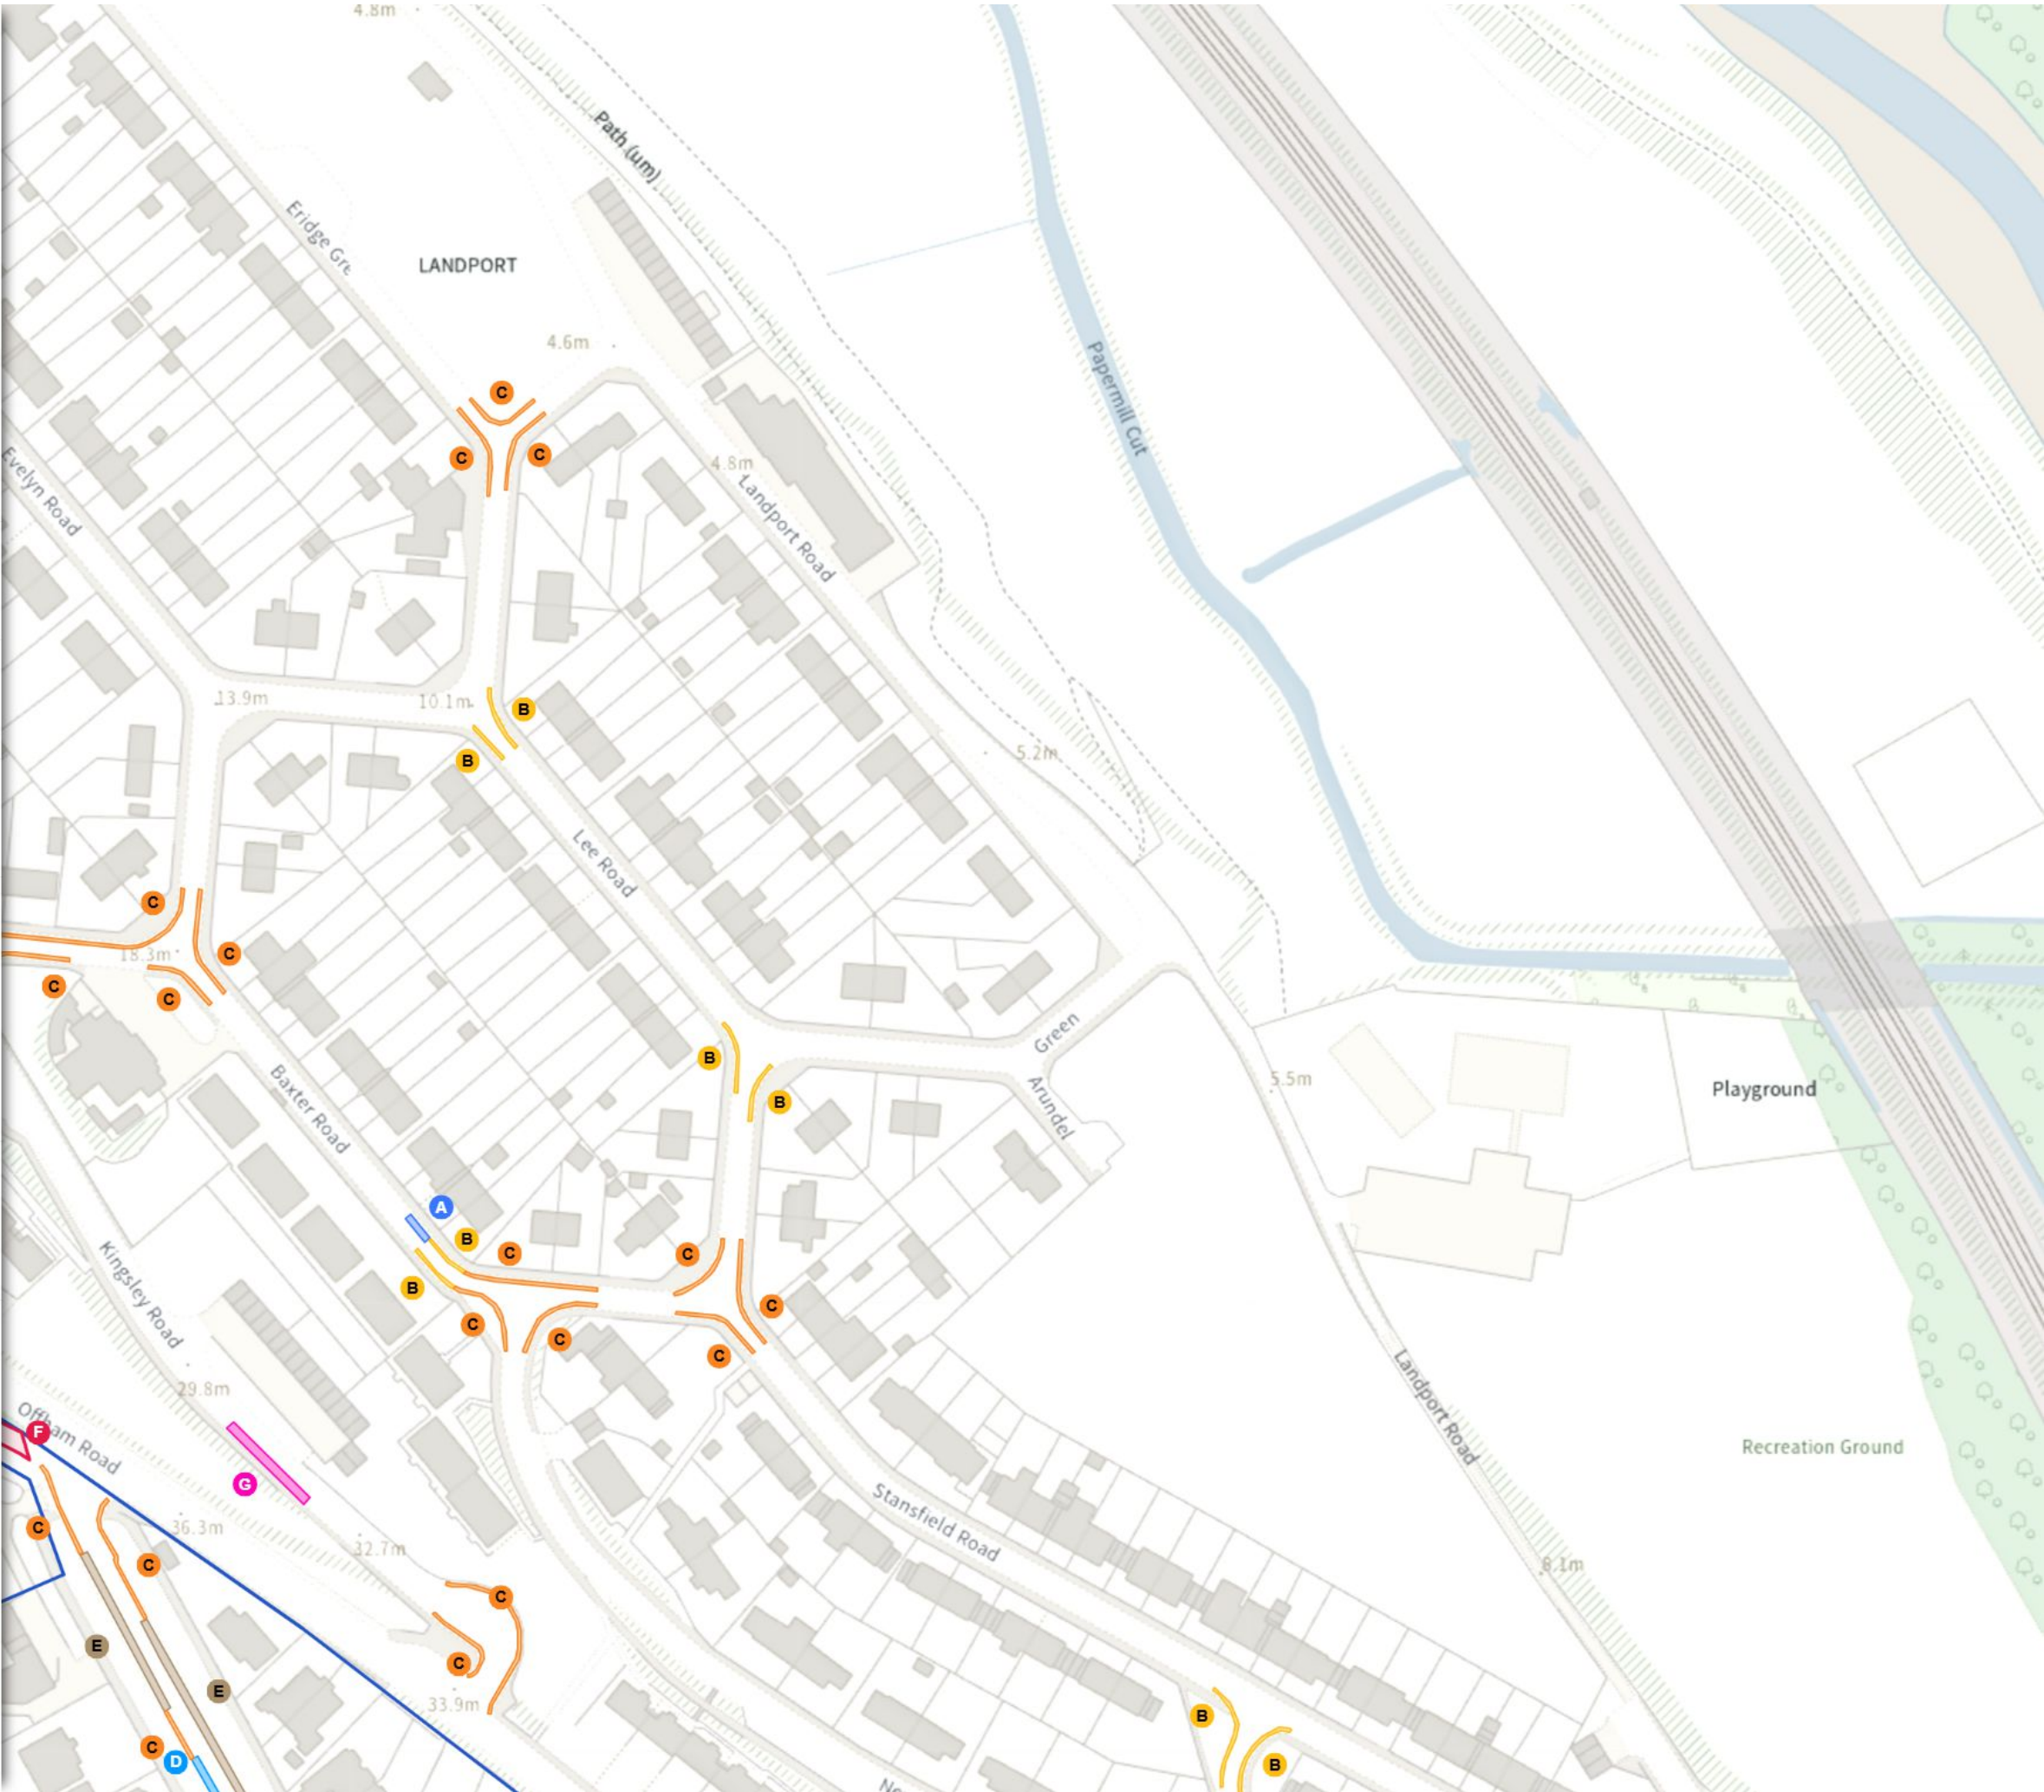 4.8m
Path (um)
Eridge Gre
LANDPORT
4.6m
C
Papermill Cut
C
C
4.8m
Evelyn Road
Landport Road
13.9m
10.1m
B
5.2m
B
Lee Road
C
18.3m
C
C
C
Green
B
5.5m
Arundel
Playground
B
Baxter Road
A
B
C
C
Kingsley Road
B
C
C
C
C
29.8m
Landport Road
Offham Road
F
Recreation Ground
G
Stansfield Road
C
36.3m
32.7m
8.1m
C
C
E
C
E
33.9m
B
C
D
B
Ne